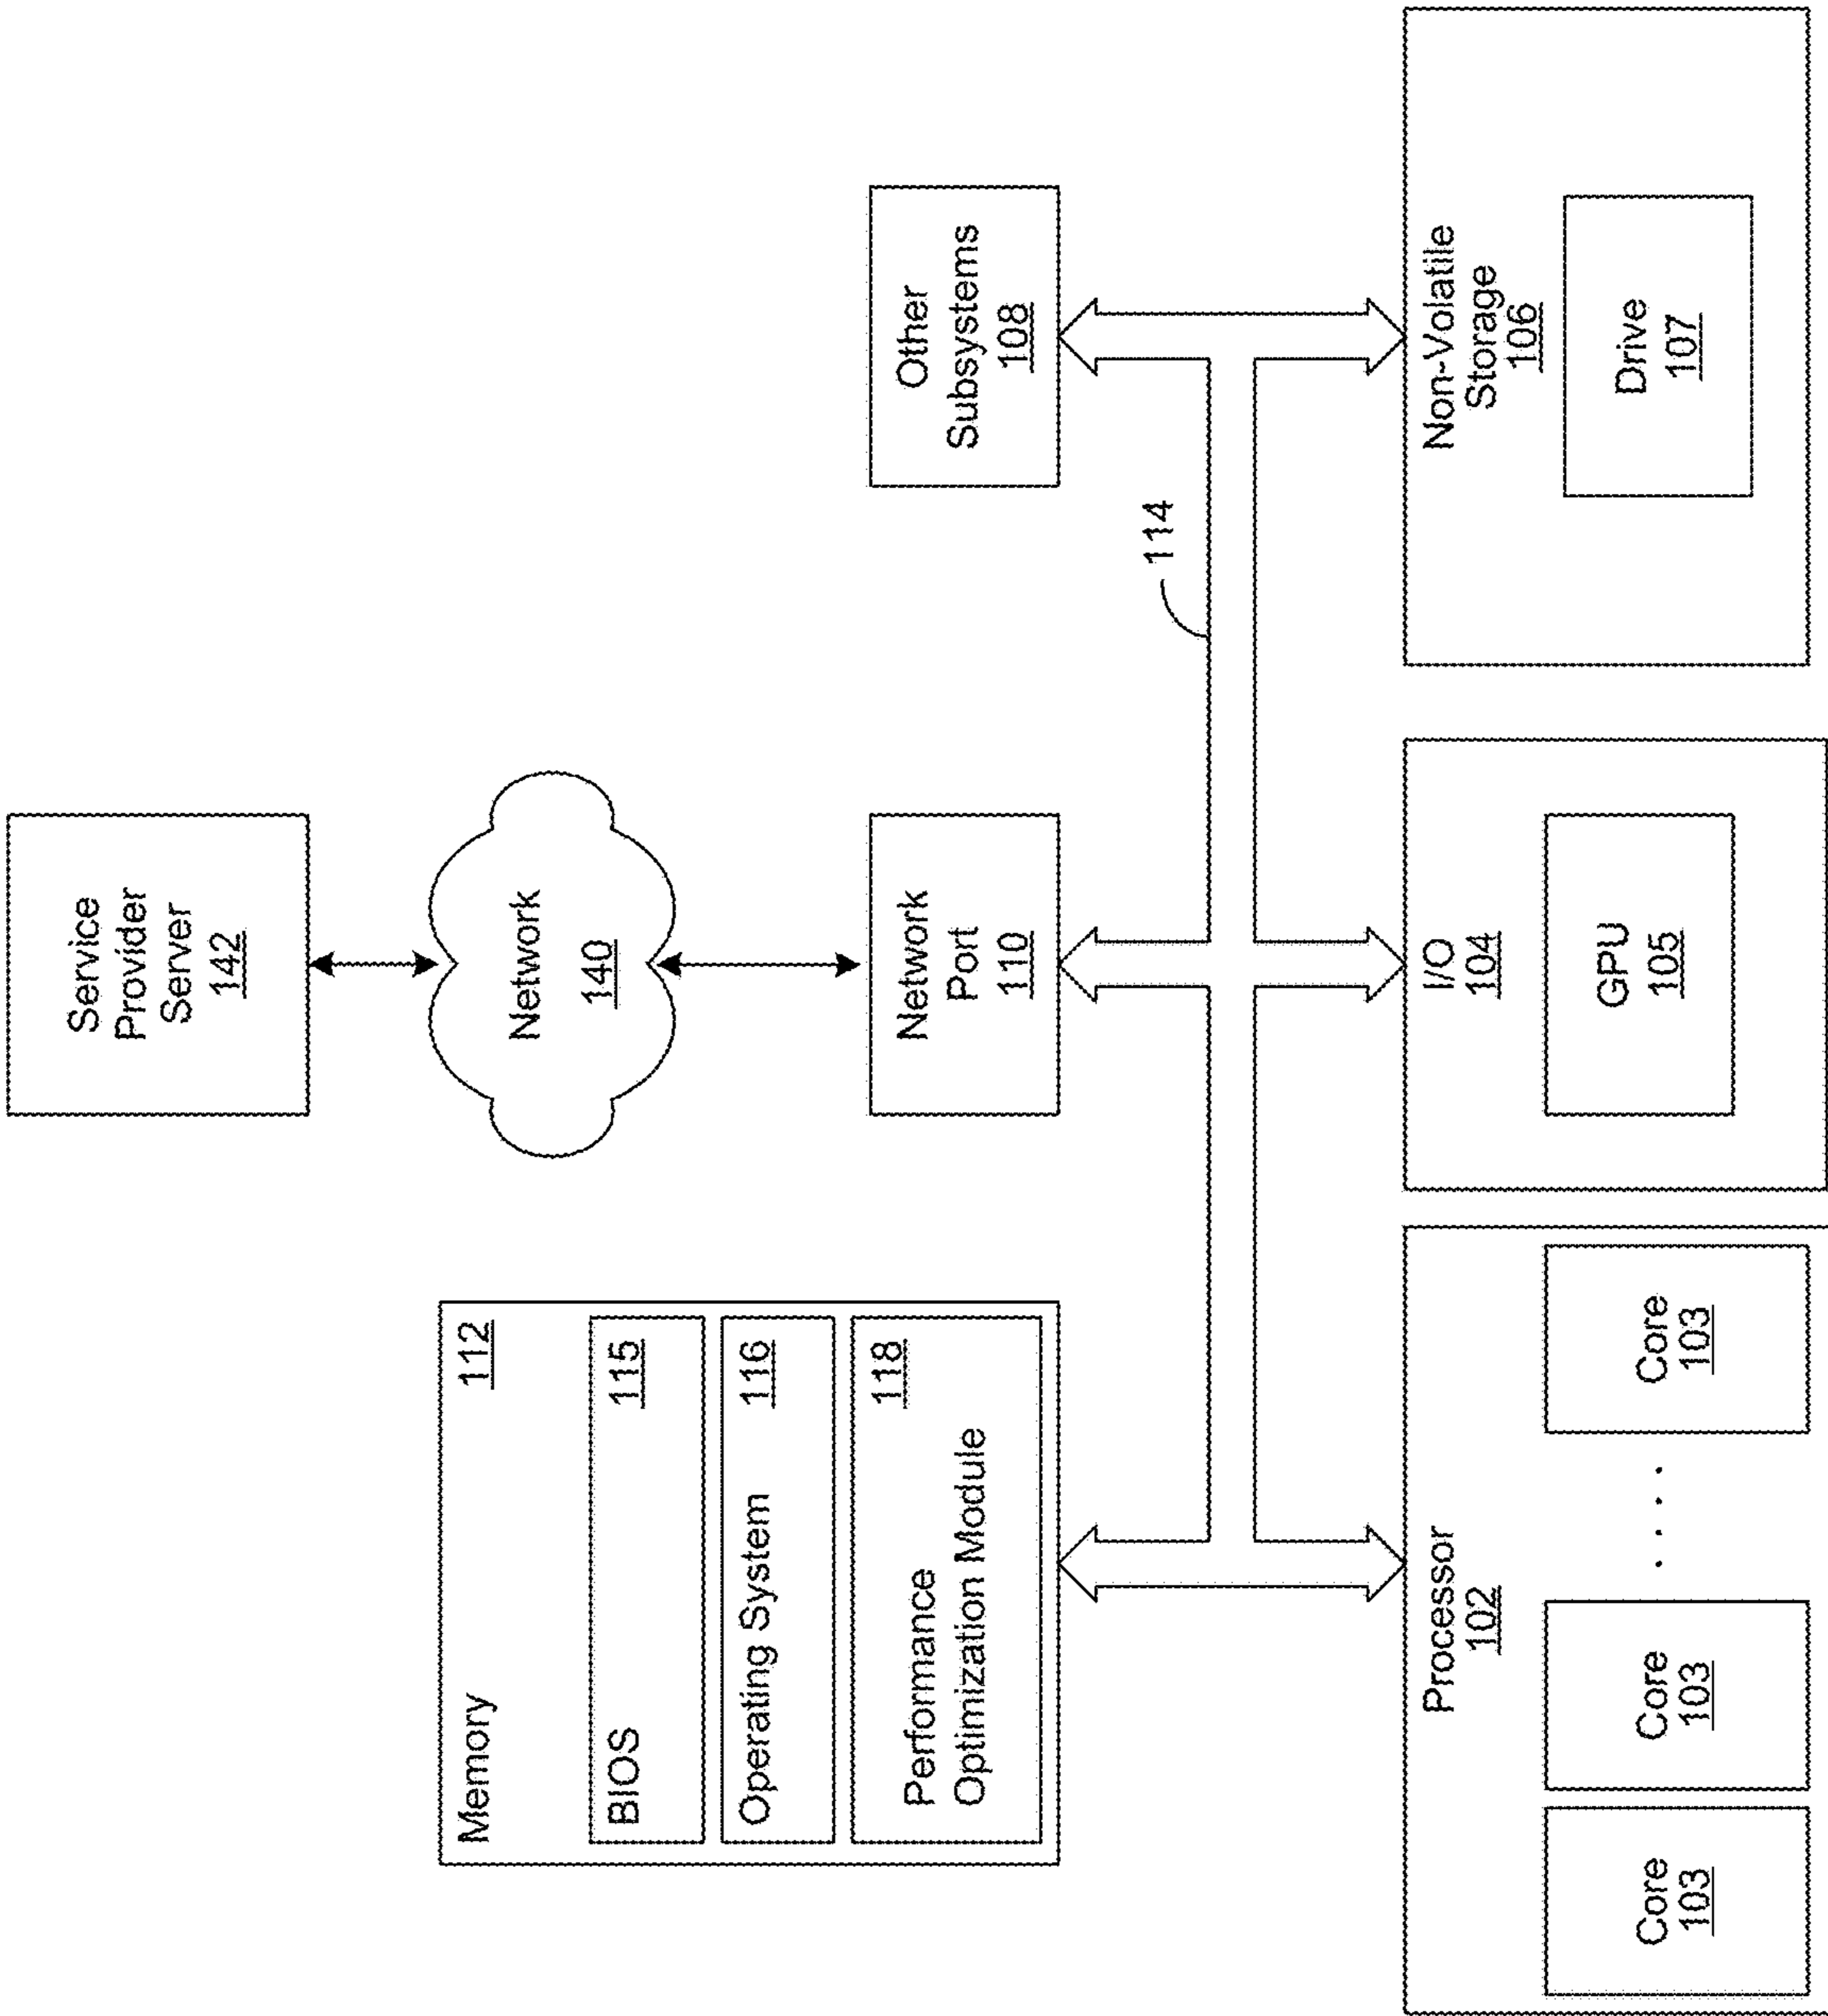 Service
Provider
Server
142
Network
140
Memory
112
BIOS
115
Operating System
116
Performance
Optimization Module
118
Network
Port
110
Other
Subsystems
108
114
Processor
102
Core
103
Core
103
. . . .
Core
103
I/O
104
GPU
105
Non-Volatile
Storage
106
Drive
107